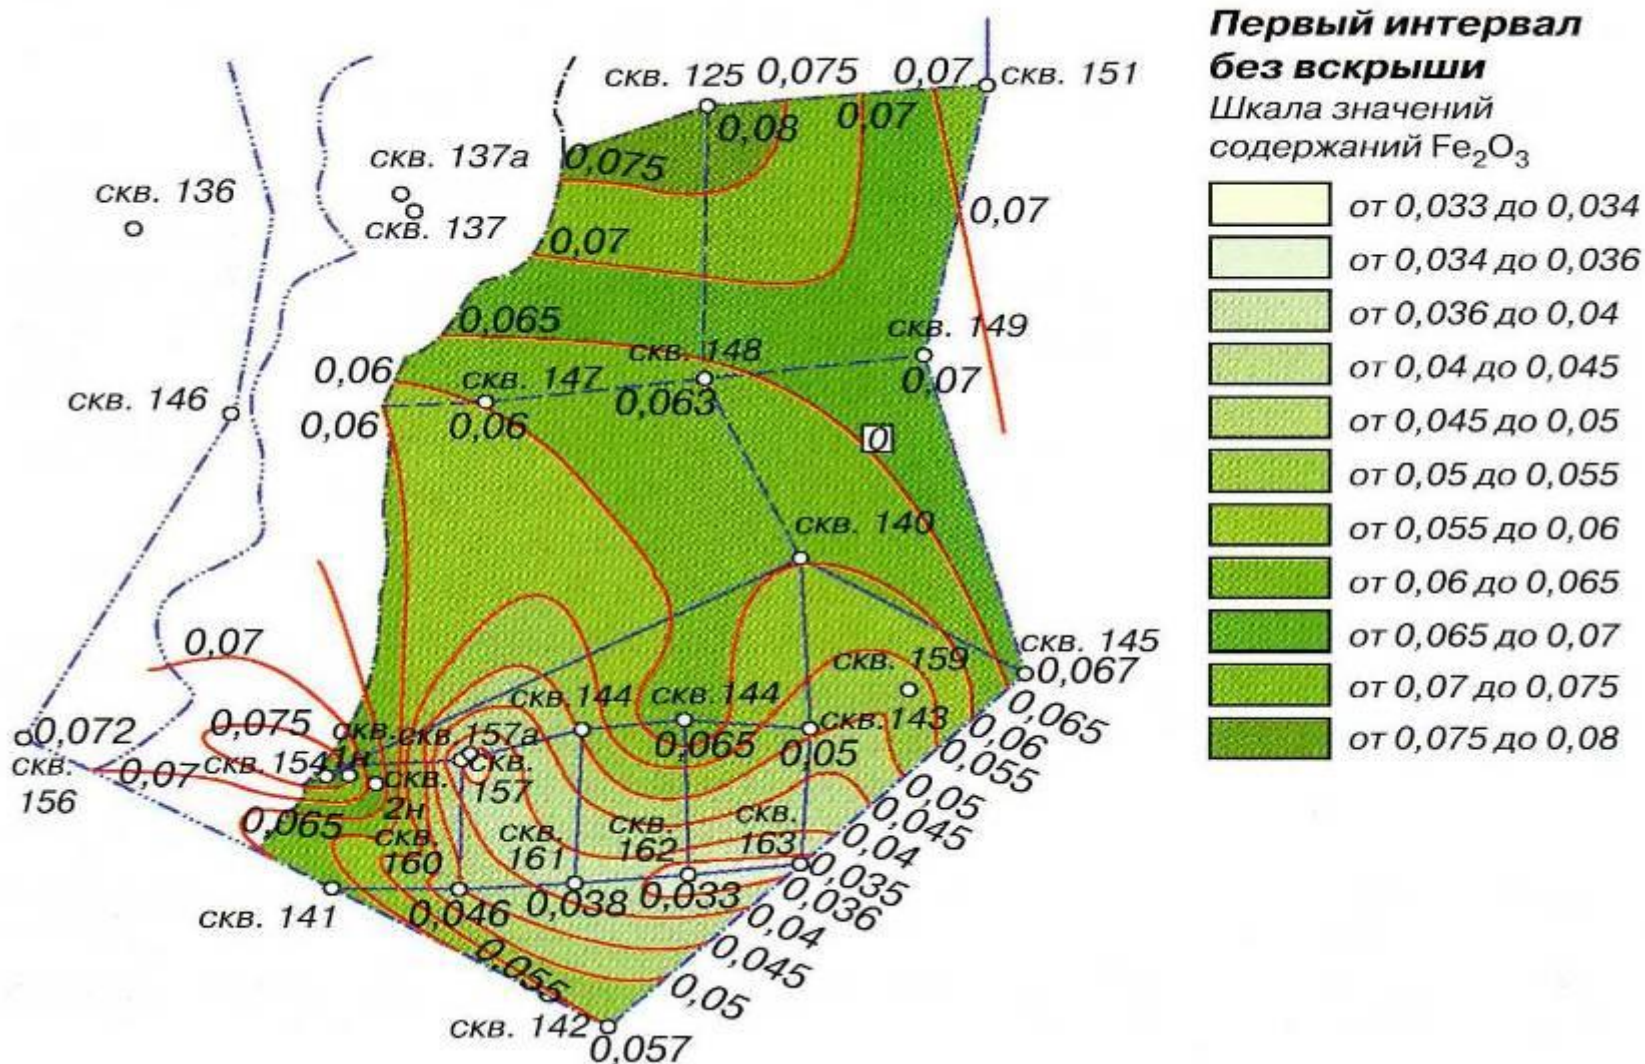 Первый интервал
без вскрыши
Шкала значений
содержаний Fe₂O₃
от 0,033 до 0,034
от 0,034 до 0,036
от 0,036 до 0,04
от 0,04 до 0,045
от 0,045 до 0,05
от 0,05 до 0,055
от 0,055 до 0,06
от 0,06 до 0,065
от 0,065 до 0,07
от 0,07 до 0,075
от 0,075 до 0,08
скв. 125
0,075
0,07
скв. 151
0,08
0,07
скв. 137а
0,075
скв. 136
скв. 137
0,07
0,07
0,065
скв. 149
скв. 148
0,06
скв. 147
0,07
скв. 146
0,063
0,06
0,06
0
скв. 140
0,07
скв. 145
0,067
скв. 159
скв. 144
скв. 144
0,065
0,075
скв.
1н
скв. 157а
скв. 143
0,072
0,065
0,05
0,06
0,055
скв.
156
0,07
скв. 154
скв.
2н
скв.
157
0,05
0,045
0,065
скв.
160
скв.
161
скв.
162
скв.
163
0,04
0,035
0,036
скв. 141
0,046
0,038
0,033
0,04
0,045
0,055
0,05
скв. 142
0,057